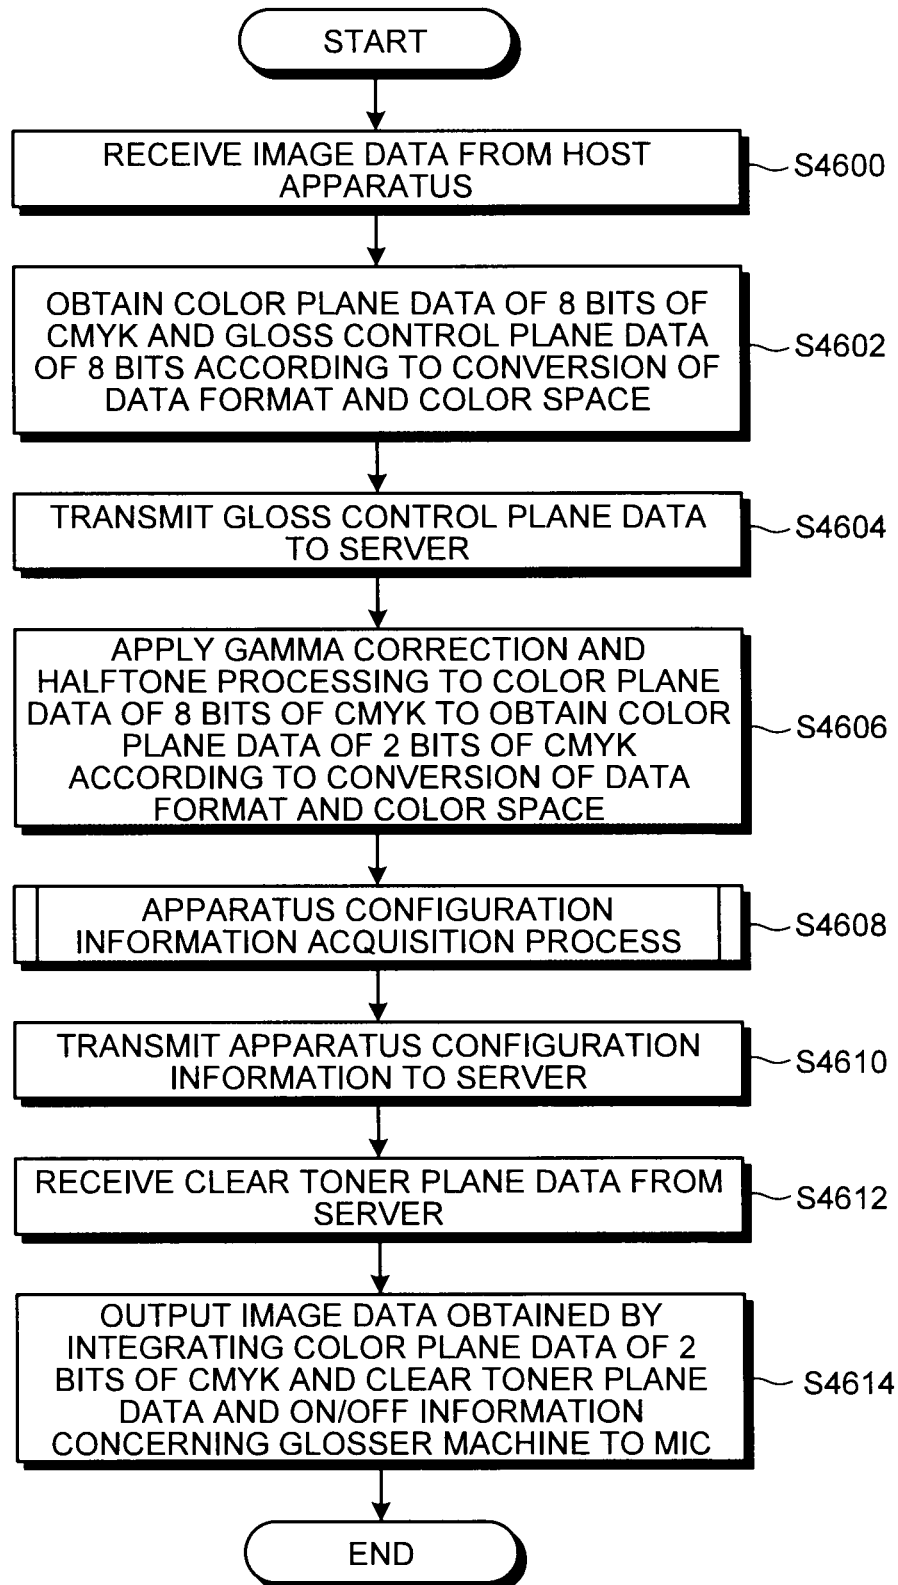 START
RECEIVE IMAGE DATA FROM HOST
APPARATUS
S4600
OBTAIN COLOR PLANE DATA OF 8 BITS OF
CMYK AND GLOSS CONTROL PLANE DATA
OF 8 BITS ACCORDING TO CONVERSION OF
DATA FORMAT AND COLOR SPACE
S4602
TRANSMIT GLOSS CONTROL PLANE DATA
TO SERVER
S4604
APPLY GAMMA CORRECTION AND
HALFTONE PROCESSING TO COLOR PLANE
DATA OF 8 BITS OF CMYK TO OBTAIN COLOR
PLANE DATA OF 2 BITS OF CMYK
ACCORDING TO CONVERSION OF DATA
FORMAT AND COLOR SPACE
S4606
APPARATUS CONFIGURATION
INFORMATION ACQUISITION PROCESS
S4608
TRANSMIT APPARATUS CONFIGURATION
INFORMATION TO SERVER
S4610
RECEIVE CLEAR TONER PLANE DATA FROM
SERVER
S4612
OUTPUT IMAGE DATA OBTAINED BY
INTEGRATING COLOR PLANE DATA OF 2
BITS OF CMYK AND CLEAR TONER PLANE
DATA AND ON/OFF INFORMATION
CONCERNING GLOSSER MACHINE TO MIC
S4614
END